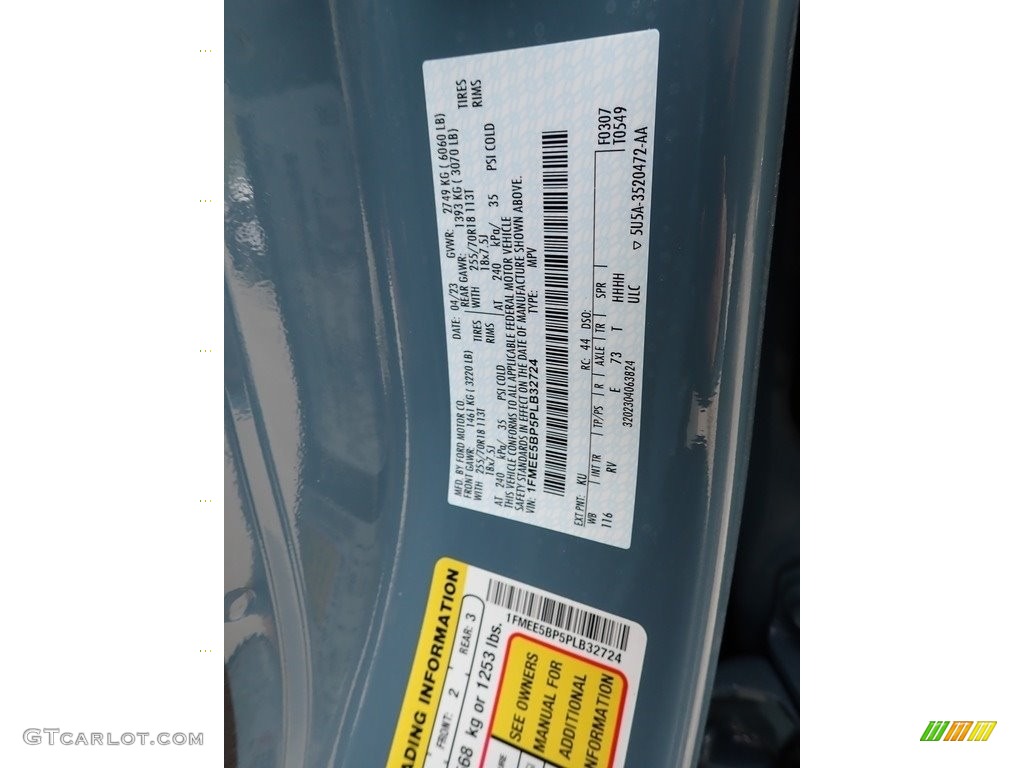 MFD. BY FORD MOTOR CO. DATE: 04/23 GVWR: 2749 KG ( 6060 LB)
FRONT GAWR: 1461 KG ( 3220 LB) REAR GAWR: 1393 KG ( 3070 LB)
WITH 255/70R18 113T TIRES WITH 255/70R18 113T TIRES
18x7.5J RIMS 18x7.5J RIMS
AT 240 kPa/ 35 PSI COLD AT 240 kPa/ 35 PSI COLD
THIS VEHICLE CONFORMS TO ALL APPLICABLE FEDERAL MOTOR VEHICLE
SAFETY STANDARDS IN EFFECT ON THE DATE OF MANUFACTURE SHOWN ABOVE.
VIN: 1FMEE5BP5PLB32724 TYPE: MPV
EXT PNT: KU RC: 44 DSO: F0307
WB INT TR TP/PS R AXLE TR SPR T0549
116 RV E 73 T HHHH
ULC
3202304063824 ▽ 5U5A-3520472-AA
ADING INFORMATION
FRONT: 2 REAR: 3
68 kg or 1253 lbs.
1FMEE5BP5PLB32724
SEE OWNERS
MANUAL FOR
ADDITIONAL
INFORMATION
GTCARLOT.COM